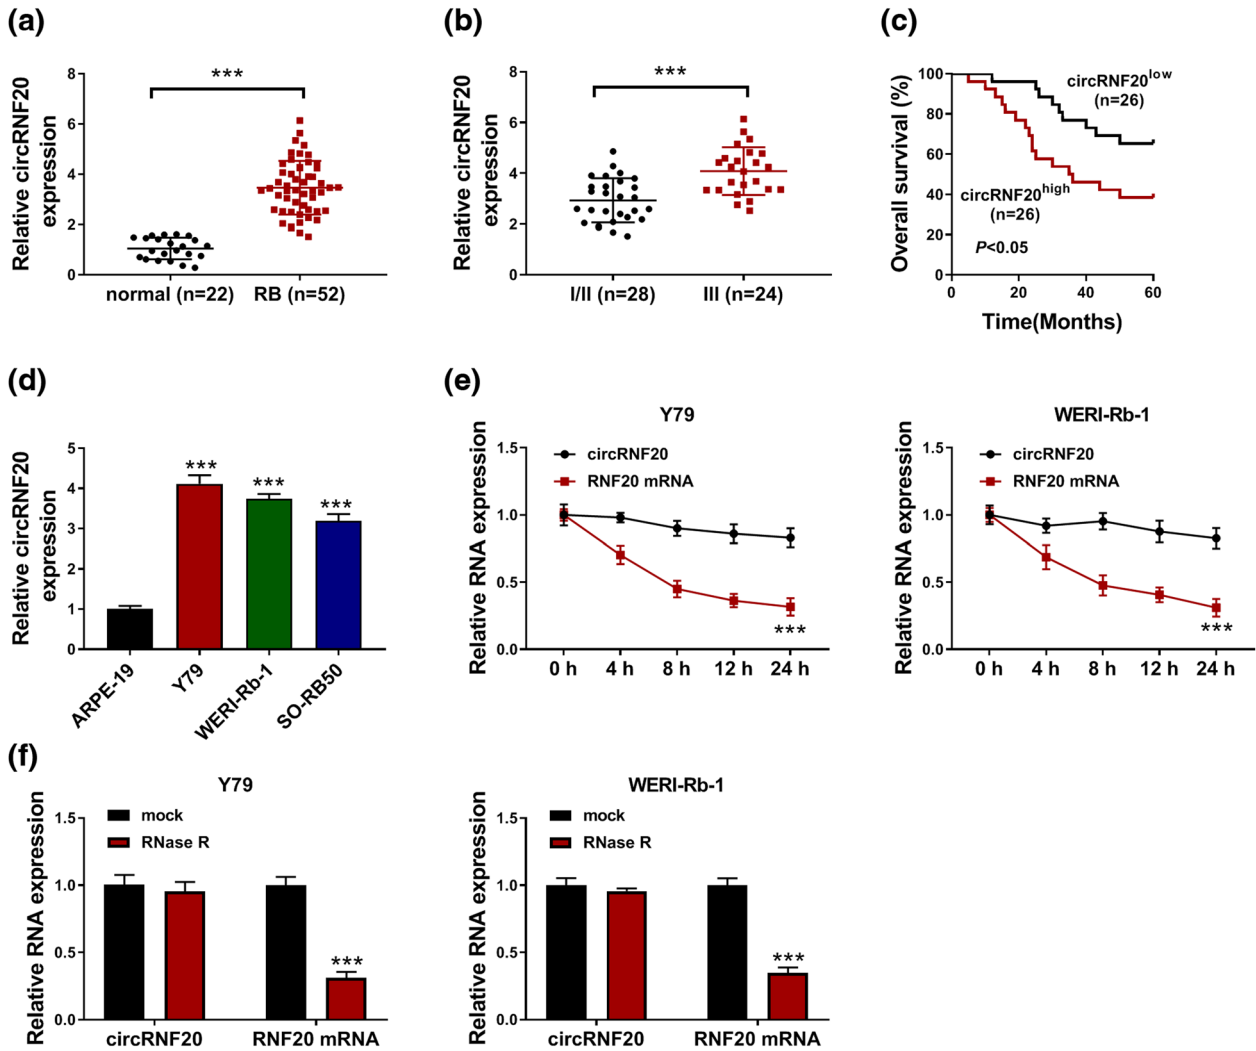 (a)
Relative circRNF20
expression
8
6
4
2
0
***
normal (n=22)
RB (n=52)
(b)
Relative circRNF20
expression
8
6
4
2
0
***
I/II (n=28)
III (n=24)
(c)
Overall survival (%)
100
80
60
40
20
0
circRNF20low
(n=26)
circRNF20high
(n=26)
P<0.05
0
20
40
60
Time(Months)
(d)
Relative circRNF20
expression
5
4
3
2
1
0
***
***
***
ARPE-19
Y79
WERI-Rb-1
SO-RB50
(e)
Y79
Relative RNA expression
1.5
1.0
0.5
0.0
circRNF20
RNF20 mRNA
***
0 h
4 h
8 h
12 h
24 h
WERI-Rb-1
Relative RNA expression
1.5
1.0
0.5
0.0
circRNF20
RNF20 mRNA
***
0 h
4 h
8 h
12 h
24 h
(f)
Y79
Relative RNA expression
1.5
1.0
0.5
0.0
mock
RNase R
***
circRNF20
RNF20 mRNA
WERI-Rb-1
Relative RNA expression
1.5
1.0
0.5
0.0
mock
RNase R
***
circRNF20
RNF20 mRNA